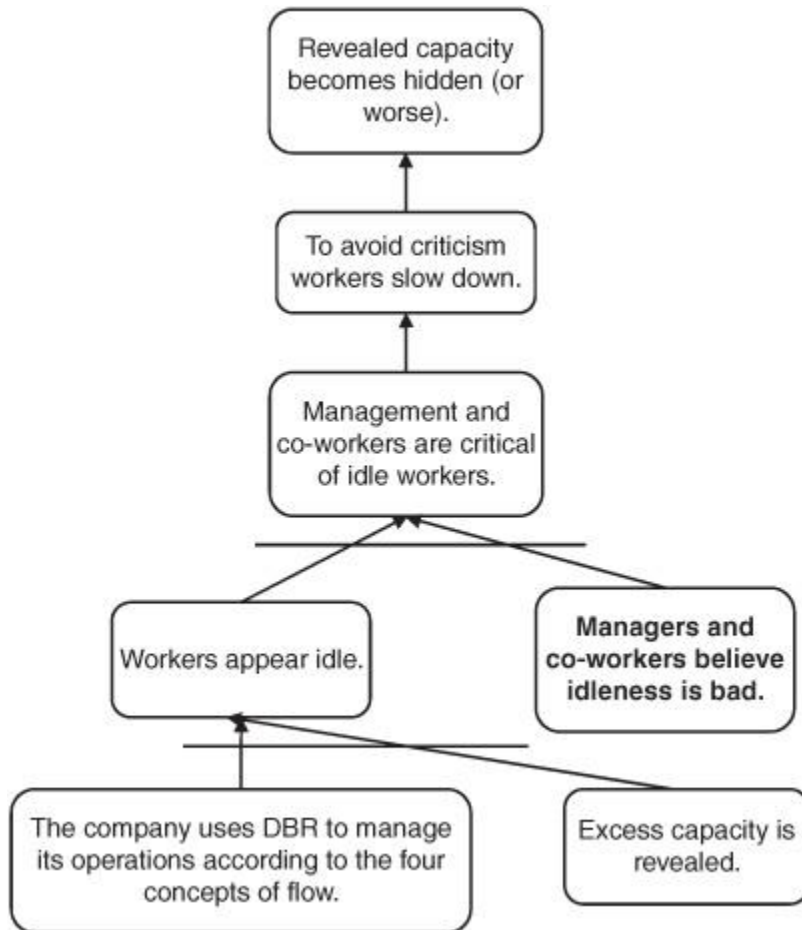 Revealed capacity
becomes hidden (or
worse).
To avoid criticism
workers slow down.
Management and
co-workers are critical
of idle workers.
Workers appear idle.
Managers and
co-workers believe
idleness is bad.
The company uses DBR to manage
its operations according to the four
concepts of flow.
Excess capacity is
revealed.